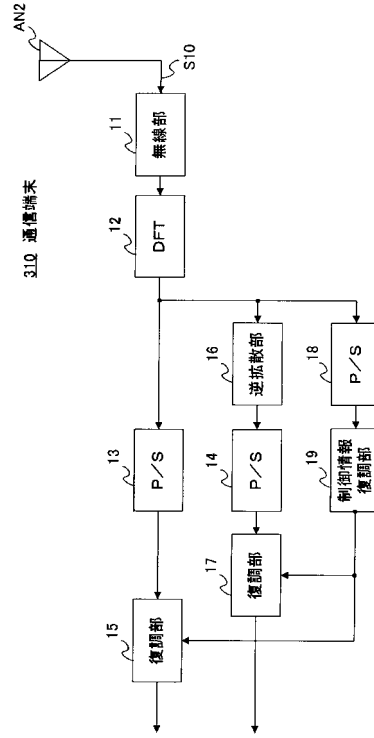 310 通信端末
AN2
S10
11
無線部
12
DFT
13
P/S
15
復調部
16
逆拡散部
14
P/S
17
復調部
18
P/S
19
制御情報
復調部